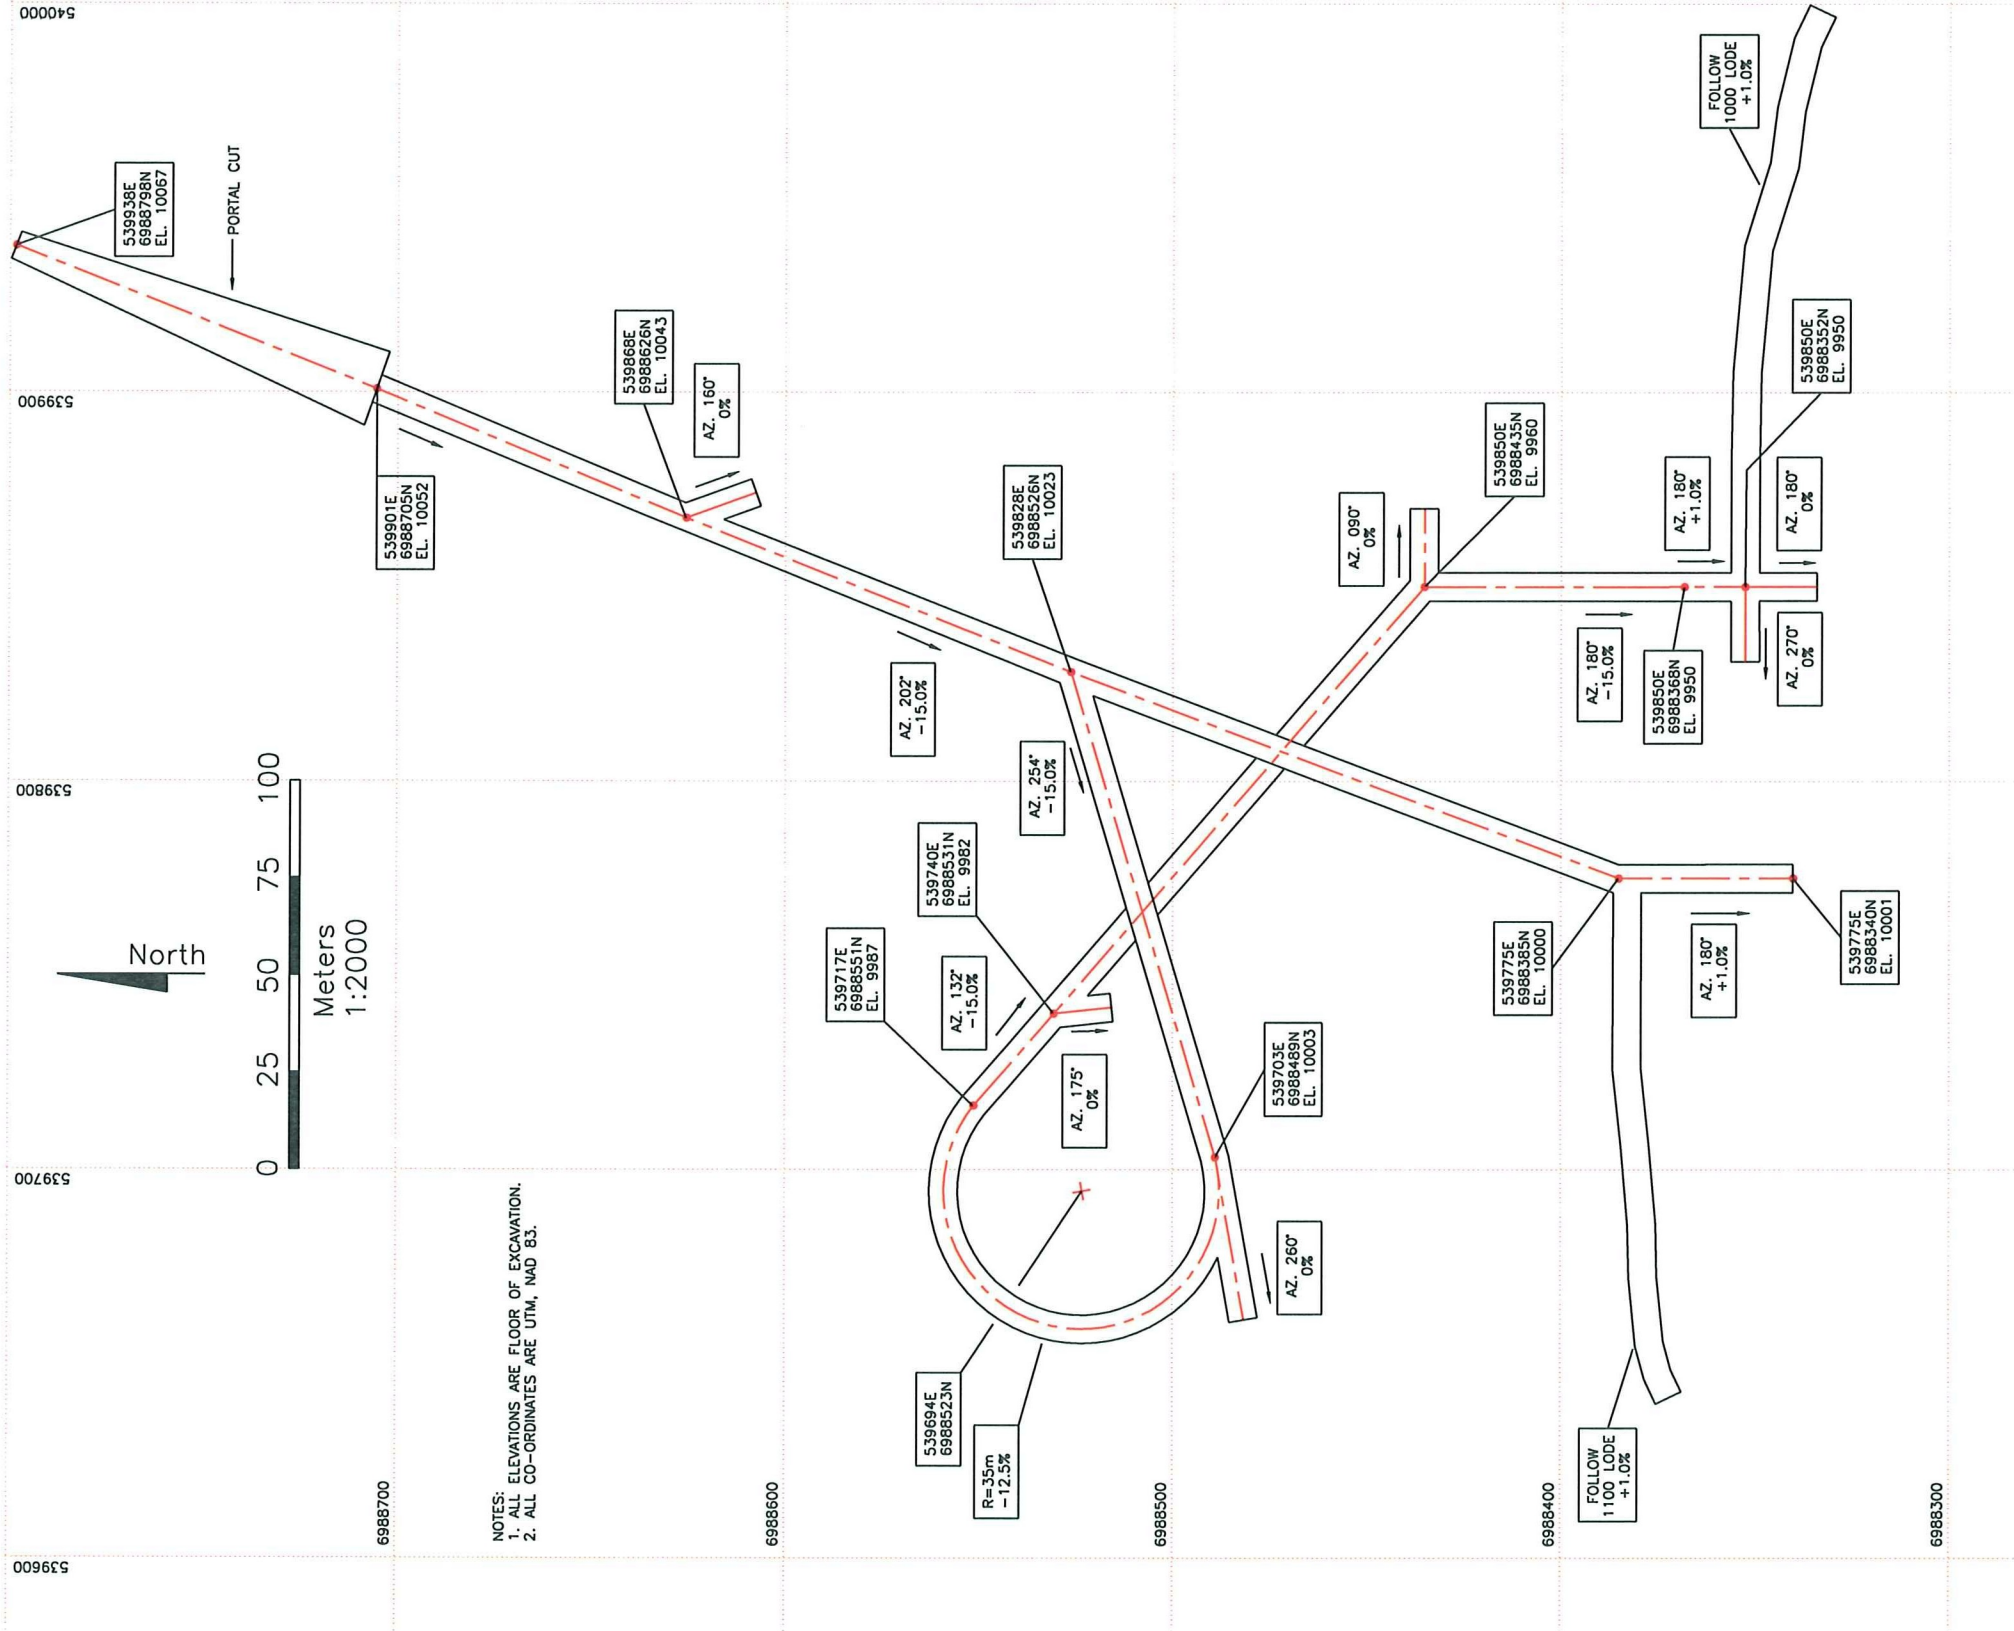 540000
539900
539800
539700
539600
6988700
6988600
6988500
6988400
6988300
539938E
6988798N
EL. 10067
PORTAL CUT
539901E
6988705N
EL. 10052
539868E
6988626N
EL. 10043
AZ. 160°
0%
AZ. 202°
-15.0%
539828E
6988526N
EL. 10023
AZ. 254°
-15.0%
539740E
6988531N
EL. 9982
539717E
6988551N
EL. 9987
AZ. 132°
-15.0%
AZ. 175°
0%
539703E
6988489N
EL. 10003
AZ. 260°
0%
539694E
6988523N
R=35m
-12.5%
AZ. 090°
0%
539850E
6988435N
EL. 9960
AZ. 180°
-15.0%
539850E
6988368N
EL. 9950
AZ. 180°
+1.0%
AZ. 180°
0%
AZ. 270°
0%
539850E
6988352N
EL. 9950
FOLLOW
1000 LODE
+1.0%
539775E
6988385N
EL. 10000
AZ. 180°
+1.0%
539775E
6988340N
EL. 10001
FOLLOW
1100 LODE
+1.0%
North
0 25 50 75 100
Meters
1:2000
NOTES:
1. ALL ELEVATIONS ARE FLOOR OF EXCAVATION.
2. ALL CO-ORDINATES ARE UTM, NAD 83.